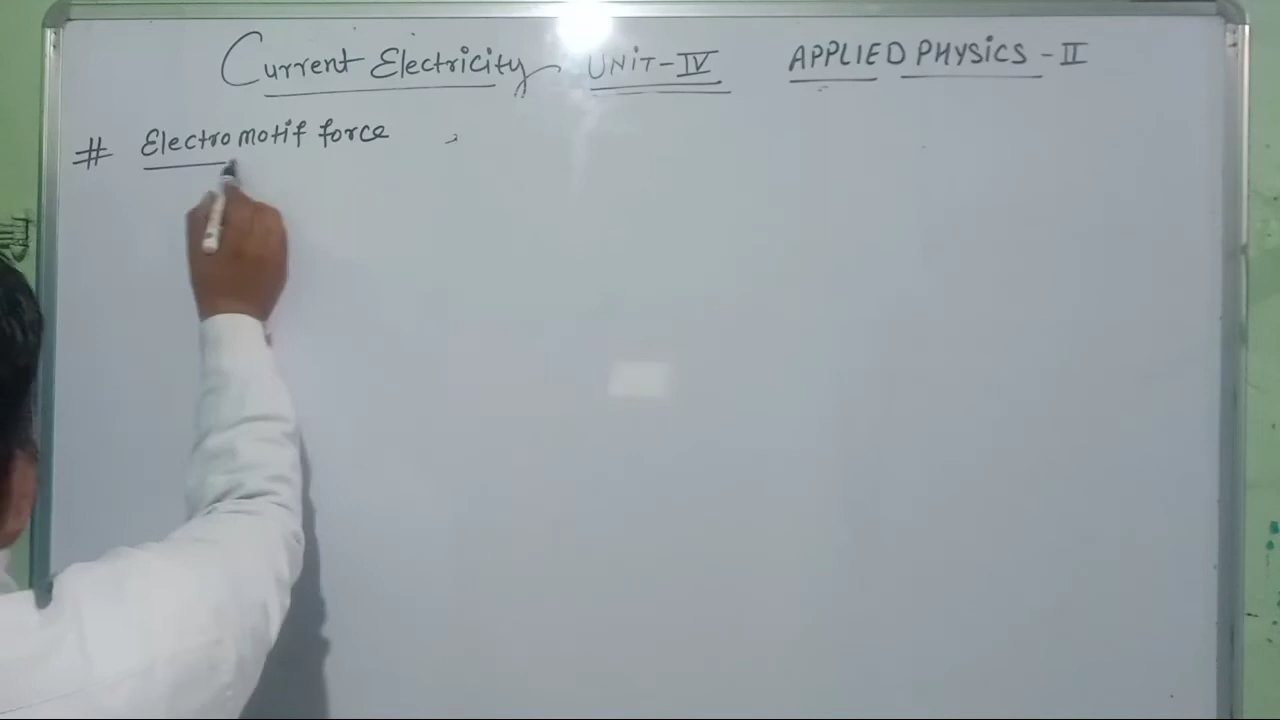 Current Electricity UNiT-IV APPLIED PHYSiCS - II
# Electromotif force